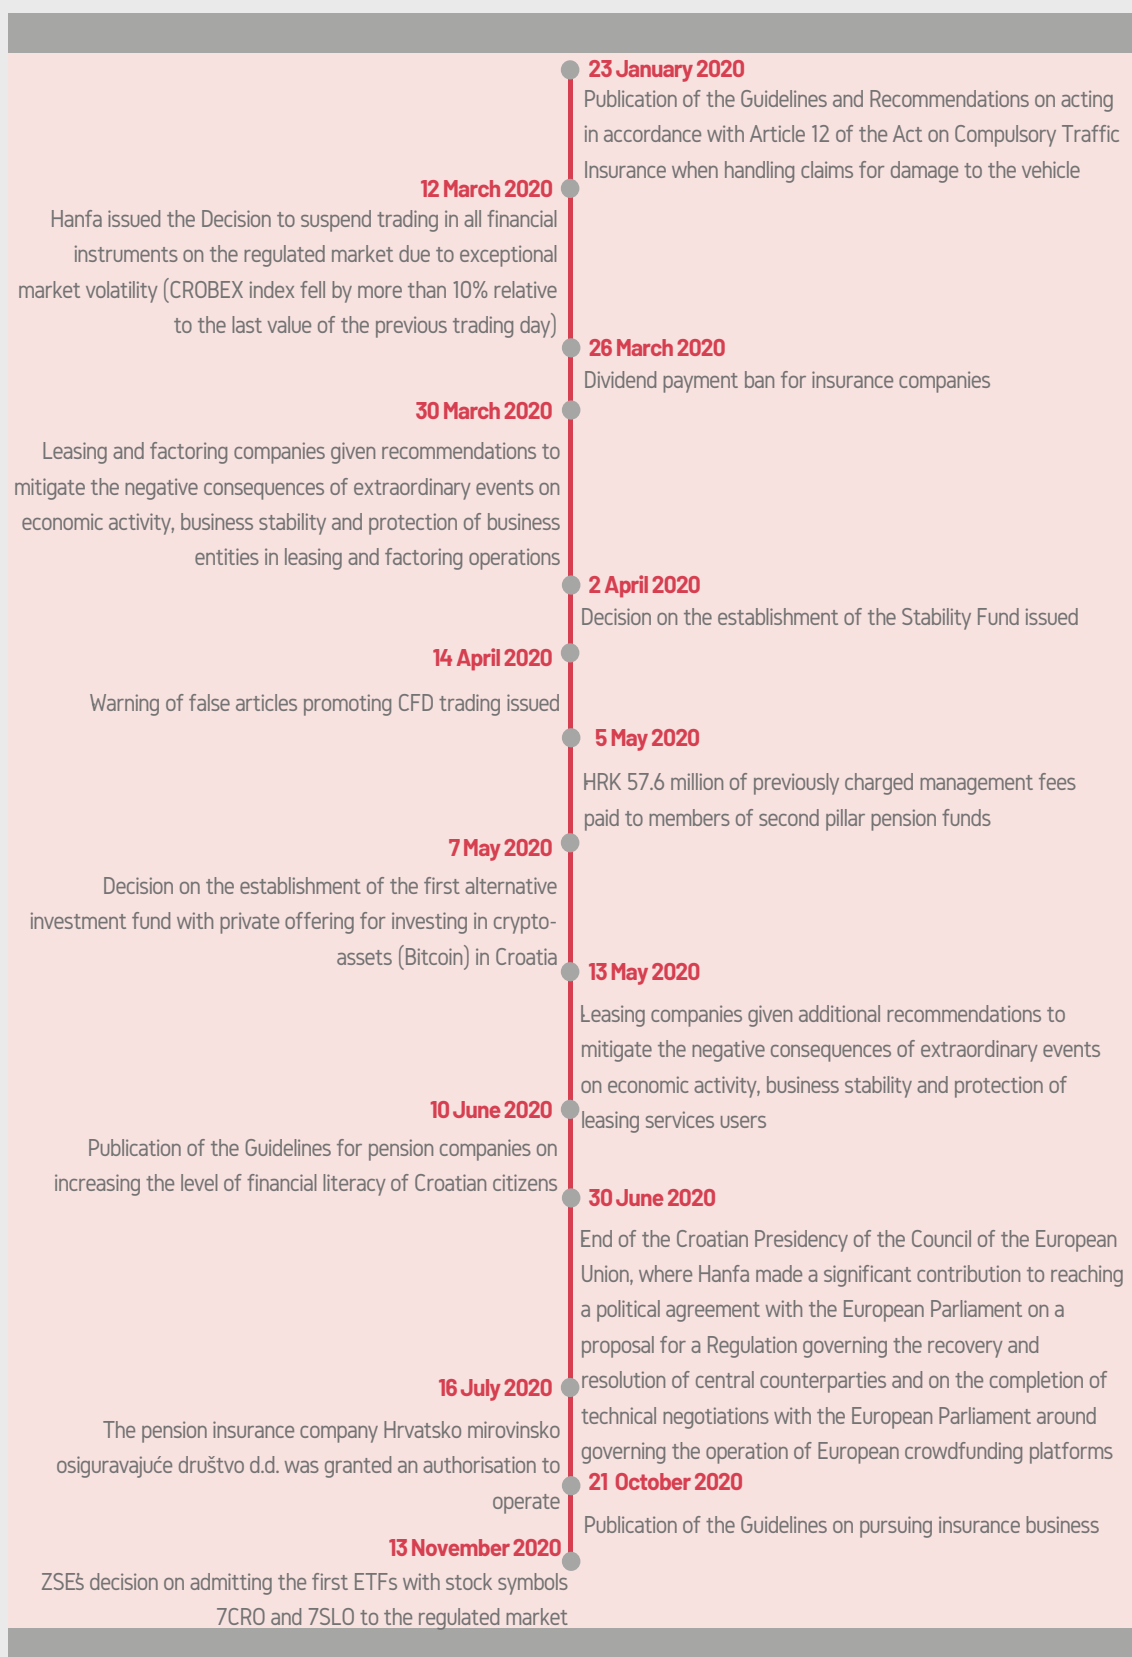 23 January 2020
Publication of the Guidelines and Recommendations on acting
in accordance with Article 12 of the Act on Compulsory Traffic
Insurance when handling claims for damage to the vehicle
12 March 2020
Hanfa issued the Decision to suspend trading in all financial
instruments on the regulated market due to exceptional
market volatility (CROBEX index fell by more than 10% relative
to the last value of the previous trading day)
26 March 2020
Dividend payment ban for insurance companies
30 March 2020
Leasing and factoring companies given recommendations to
mitigate the negative consequences of extraordinary events on
economic activity, business stability and protection of business
entities in leasing and factoring operations
2 April 2020
Decision on the establishment of the Stability Fund issued
14 April 2020
Warning of false articles promoting CFD trading issued
5 May 2020
HRK 57.6 million of previously charged management fees
paid to members of second pillar pension funds
7 May 2020
Decision on the establishment of the first alternative
investment fund with private offering for investing in crypto-
assets (Bitcoin) in Croatia
13 May 2020
Leasing companies given additional recommendations to
mitigate the negative consequences of extraordinary events
on economic activity, business stability and protection of
leasing services users
10 June 2020
Publication of the Guidelines for pension companies on
increasing the level of financial literacy of Croatian citizens
30 June 2020
End of the Croatian Presidency of the Council of the European
Union, where Hanfa made a significant contribution to reaching
a political agreement with the European Parliament on a
proposal for a Regulation governing the recovery and
resolution of central counterparties and on the completion of
technical negotiations with the European Parliament around
governing the operation of European crowdfunding platforms
16 July 2020
The pension insurance company Hrvatsko mirovinsko
osiguravajuće društvo d.d. was granted an authorisation to
operate
21 October 2020
Publication of the Guidelines on pursuing insurance business
13 November 2020
ZSE's decision on admitting the first ETFs with stock symbols
7CRO and 7SLO to the regulated market